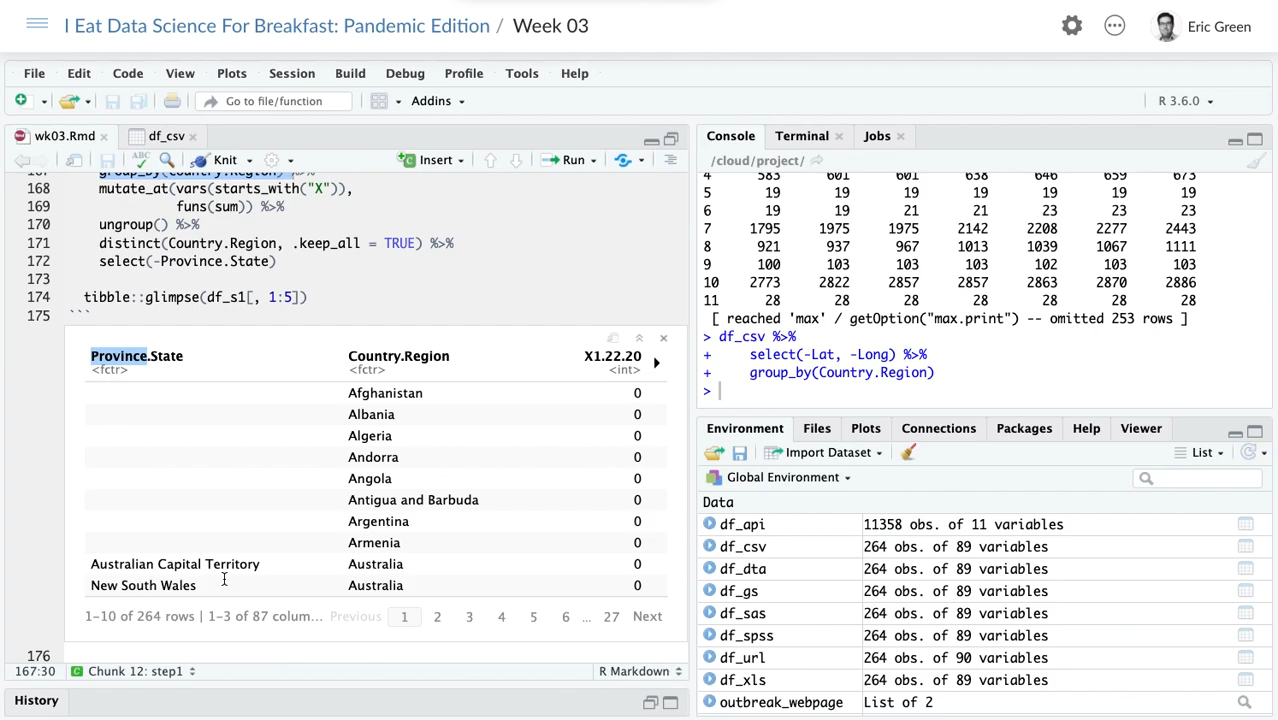 I Eat Data Science For Breakfast: Pandemic Edition / Week 03
Eric Green
File Edit Code View Plots Session Build Debug Profile Tools Help
Go to file/function Addins R 3.6.0
wk03.Rmd df_csv
ABC Knit Insert Run
167 group_by(Country.Region) %>%
168 mutate_at(vars(starts_with("X")),
169 funs(sum)) %>%
170 ungroup() %>%
171 distinct(Country.Region, .keep_all = TRUE) %>%
172 select(-Province.State)
173
174 tibble::glimpse(df_s1[, 1:5])
175 ```
Province.State Country.Region X1.22.20
<fctr> <fctr> <int>
Afghanistan 0
Albania 0
Algeria 0
Andorra 0
Angola 0
Antigua and Barbuda 0
Argentina 0
Armenia 0
Australian Capital Territory Australia 0
New South Wales Australia 0
1-10 of 264 rows | 1-3 of 87 colum... Previous 1 2 3 4 5 6 ... 27 Next
176
167:30 Chunk 12: step1 R Markdown
History
Console Terminal Jobs
/cloud/project/
4 583 601 601 638 646 659 673
5 19 19 19 19 19 19 19
6 19 19 21 21 23 23 23
7 1795 1975 1975 2142 2208 2277 2443
8 921 937 967 1013 1039 1067 1111
9 100 103 103 103 102 103 103
10 2773 2822 2857 2857 2863 2870 2886
11 28 28 28 28 28 28 28
[ reached 'max' / getOption("max.print") -- omitted 253 rows ]
> df_csv %>%
+ select(-Lat, -Long) %>%
+ group_by(Country.Region)
>
Environment Files Plots Connections Packages Help Viewer
Import Dataset List
Global Environment
Data
df_api 11358 obs. of 11 variables
df_csv 264 obs. of 89 variables
df_dta 264 obs. of 89 variables
df_gs 264 obs. of 89 variables
df_sas 264 obs. of 89 variables
df_spss 264 obs. of 89 variables
df_url 264 obs. of 90 variables
df_xls 264 obs. of 89 variables
outbreak_webpage List of 2